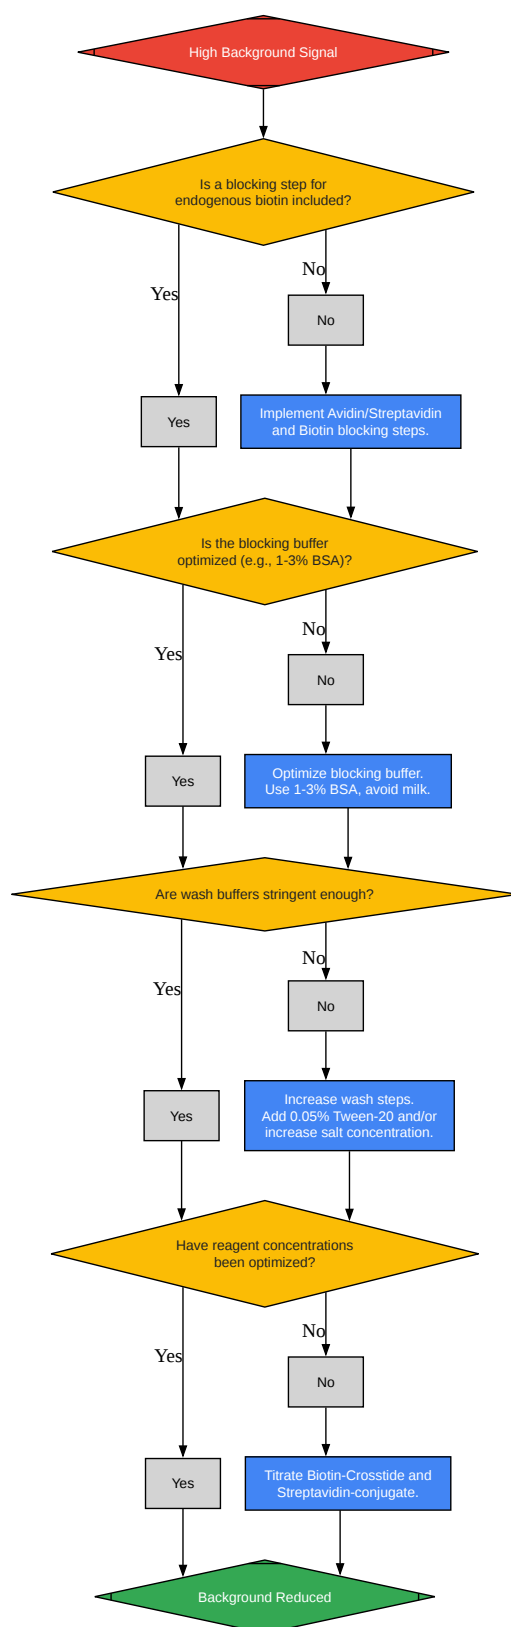 High Background Signal
Is a blocking step for
endogenous biotin included?
No
Yes
No
Implement Avidin/Streptavidin
and Biotin blocking steps.
Yes
Is the blocking buffer
optimized (e.g., 1-3% BSA)?
No
Yes
No
Optimize blocking buffer.
Use 1-3% BSA, avoid milk.
Yes
Are wash buffers stringent enough?
No
Yes
No
Increase wash steps.
Add 0.05% Tween-20 and/or
increase salt concentration.
Yes
Have reagent concentrations
been optimized?
No
Yes
No
Titrate Biotin-Crosstide and
Streptavidin-conjugate.
Yes
Background Reduced